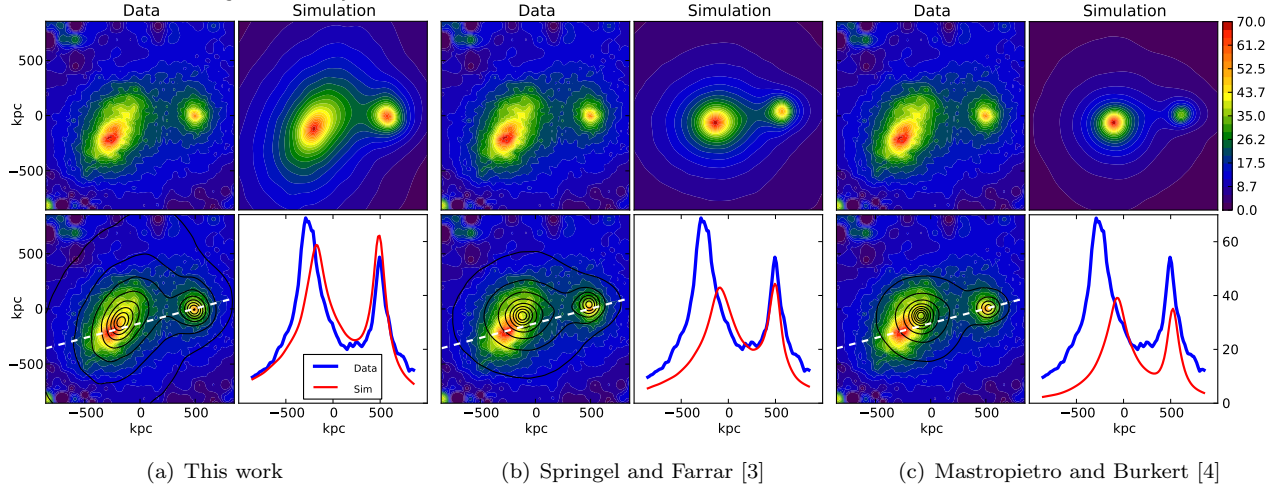 Data Simulation Data Simulation Data Simulation
70.0
61.2
52.5
43.8
35.0
26.2
17.5
8.7
0.0
500
0
−500
kpc
500
0
−500
kpc
Data
Sim
60
40
20
0
−500 0 500 −500 0 500 −500 0 500 −500 0 500 −500 0 500 −500 0 500
kpc kpc kpc kpc kpc kpc
(a) This work (b) Springel and Farrar [3] (c) Mastropietro and Burkert [4]